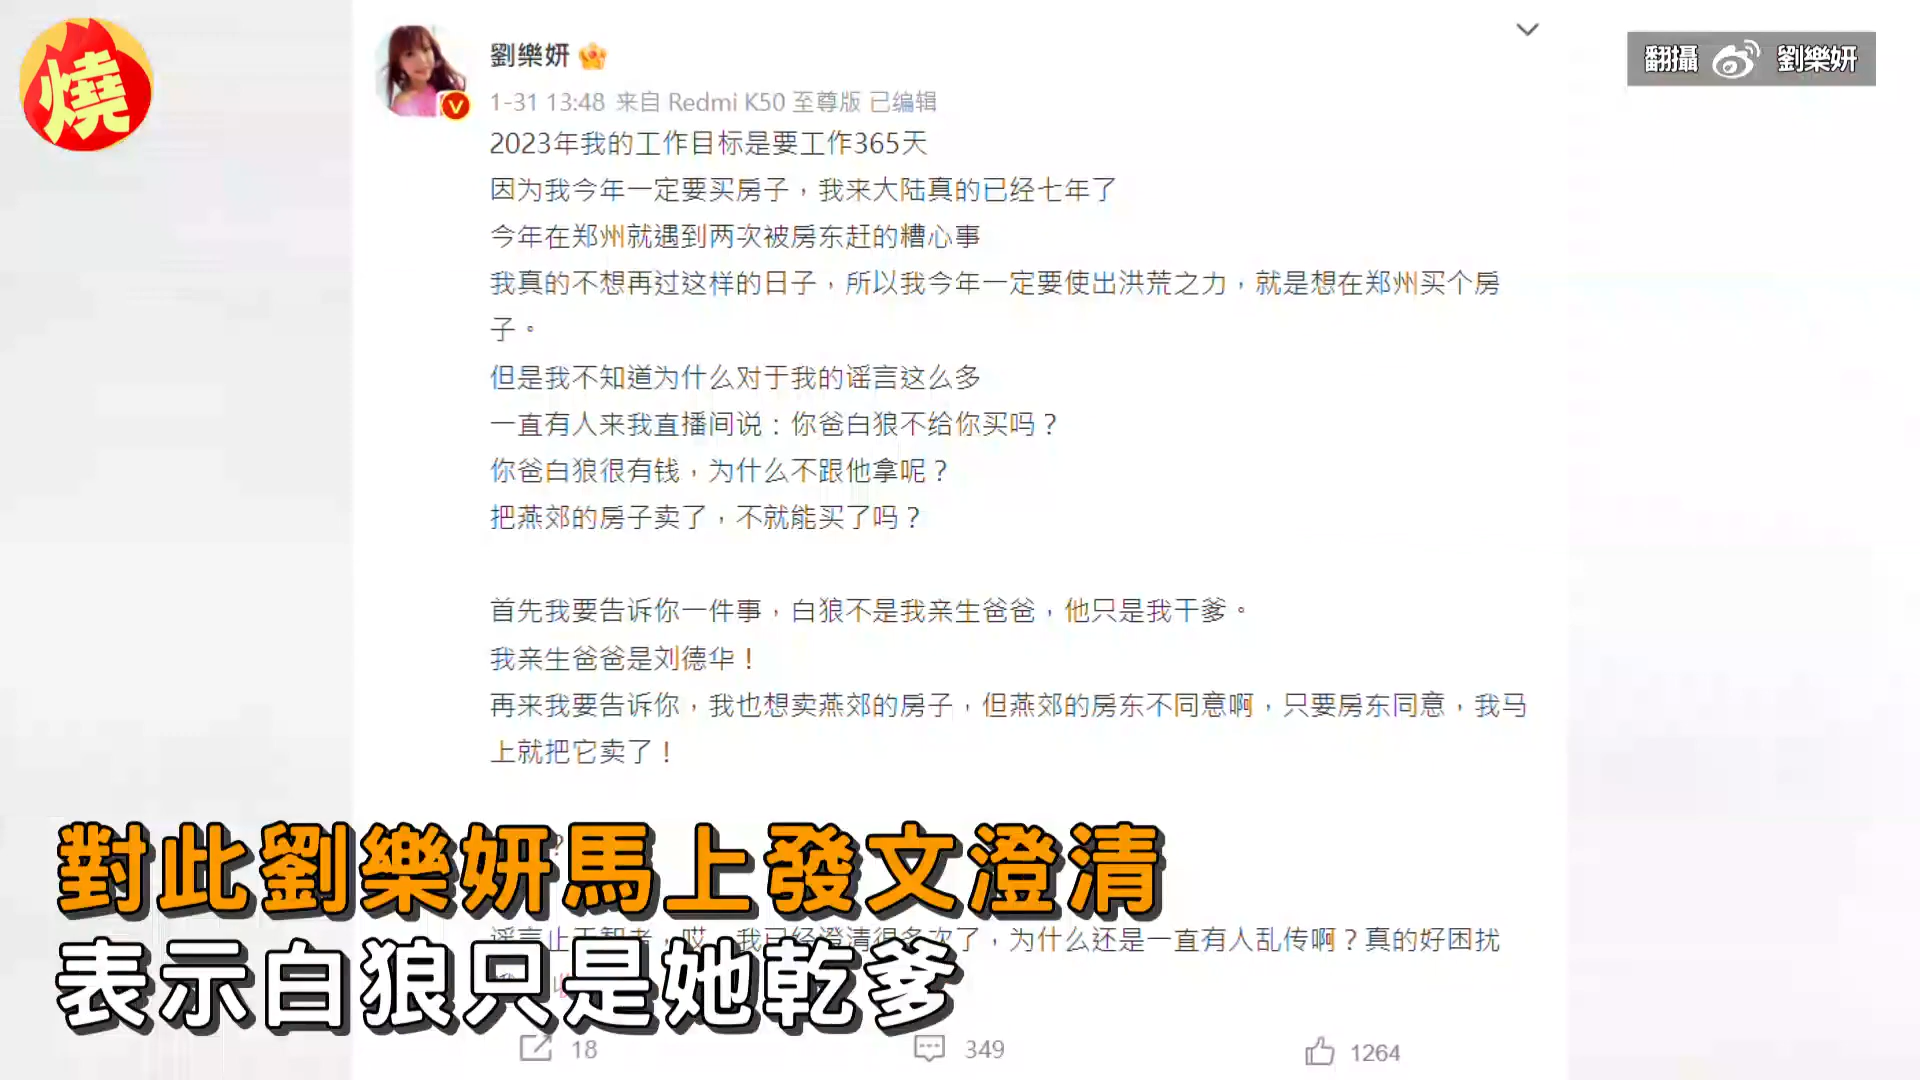 燒
劉樂妍
翻攝 劉樂妍
1-31 13:48 来自 Redmi K50 至尊版 已编辑
2023年我的工作目标是要工作365天
因为我今年一定要买房子，我来大陆真的已经七年了
今年在郑州就遇到两次被房东赶的糟心事
我真的不想再过这样的日子，所以我今年一定要使出洪荒之力，就是想在郑州买个房
子。
但是我不知道为什么对于我的谣言这么多
一直有人来我直播间说：你爸白狼不给你买吗？
你爸白狼很有钱，为什么不跟他拿呢？
把燕郊的房子卖了，不就能买了吗？
首先我要告诉你一件事，白狼不是我亲生爸爸，他只是我干爹。
我亲生爸爸是刘德华！
再来我要告诉你，我也想卖燕郊的房子，但燕郊的房东不同意啊，只要房东同意，我马
上就把它卖了！
對此劉樂妍馬上發文澄清
谣言止于智者，哎，我已经澄清很多次了，为什么还是一直有人乱传啊？真的好困扰
表示白狼只是她乾爹
18 349 1264